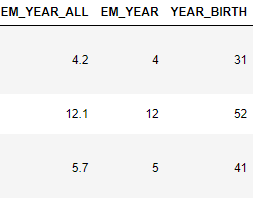 EM_YEAR_ALL EM_YEAR YEAR_BIRTH
4.2 4 31
12.1 12 52
5.7 5 41